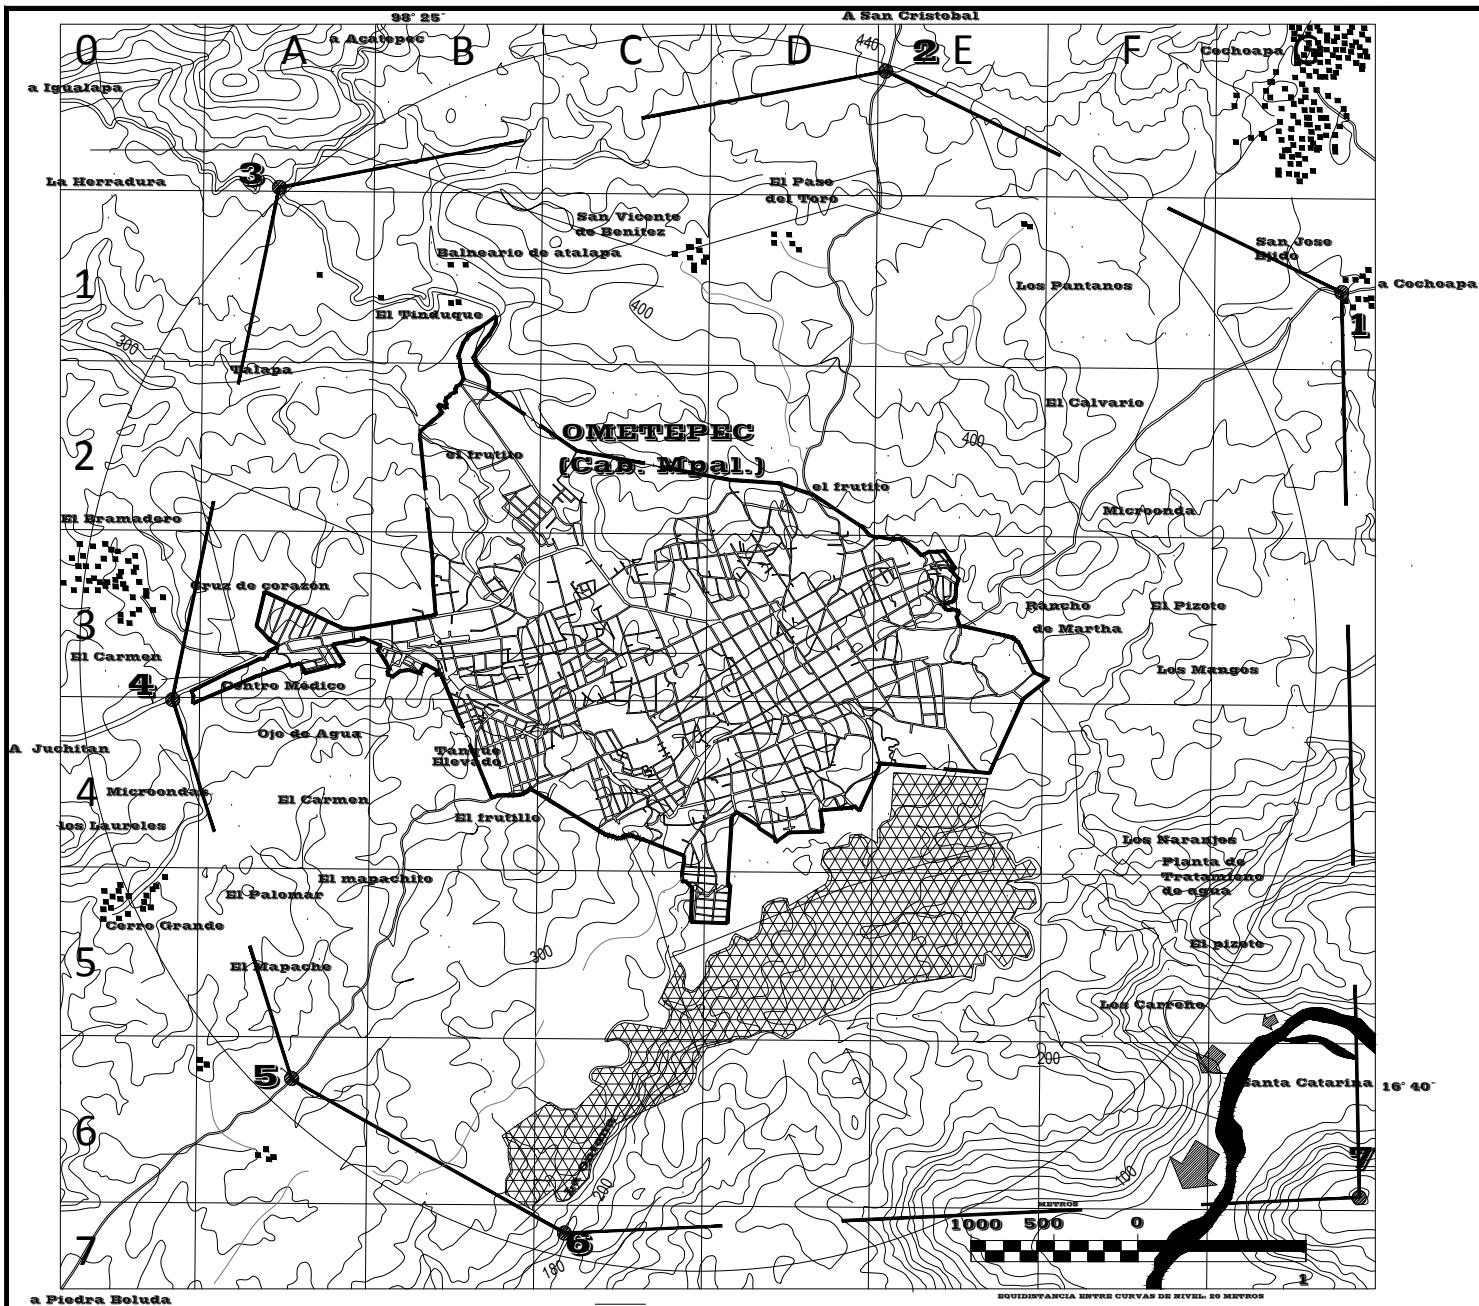 98° 25´
A San Cristobal
0
A
B
C
D
2
E
F
G
a Acatepec
440
Cochoapa
a Igualapa
3
La Herradura
El Paso
del Toro
San Vicente
de Benitez
Balneario de atalapa
San Jose
Ejido
1
Los Pantanos
a Cochoapa
El Tinduque
400
1
300
Talapa
El Calvario
OMETEPEC
(Cab. Mpal.)
400
2
el frutito
el frutito
El Bramadero
Microonda
Cruz de corazón
Rancho
de Martha
El Pizote
3
El Carmen
Los Mangos
4
Centro Médico
Ojo de Agua
A Juchitan
Tanque
Elevado
4
Microondas
El Carmen
El frutillo
los Laureles
Los Naranjos
Planta de
Tratamieno
de agua
El mapachito
El Palomar
Cerro Grande
El pizote
5
El Mapache
300
Los Carreño
200
5
Santa Catarina
16° 40´
6
7
100
200
METROS
1000 500 0
6
7
180
1
a Piedra Boluda
EQUIDISTANCIA ENTRE CURVAS DE NIVEL: 20 METROS